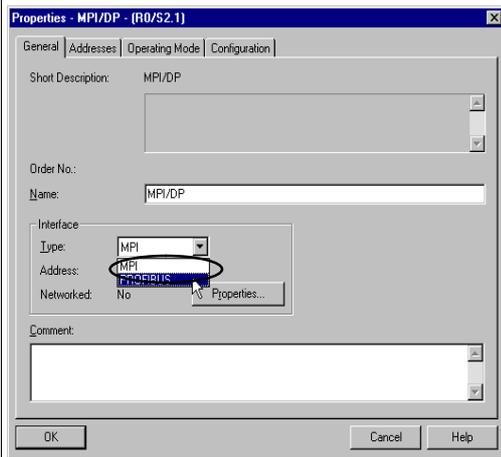 Properties - MPI/DP - (R0/S2.1)
General Addresses Operating Mode Configuration
Short Description: MPI/DP
Order No.:
Name: MPI/DP
Interface
Type: MPI
MPI
Address:
PROFIBUS
Networked: No Properties...
Comment:
OK Cancel Help